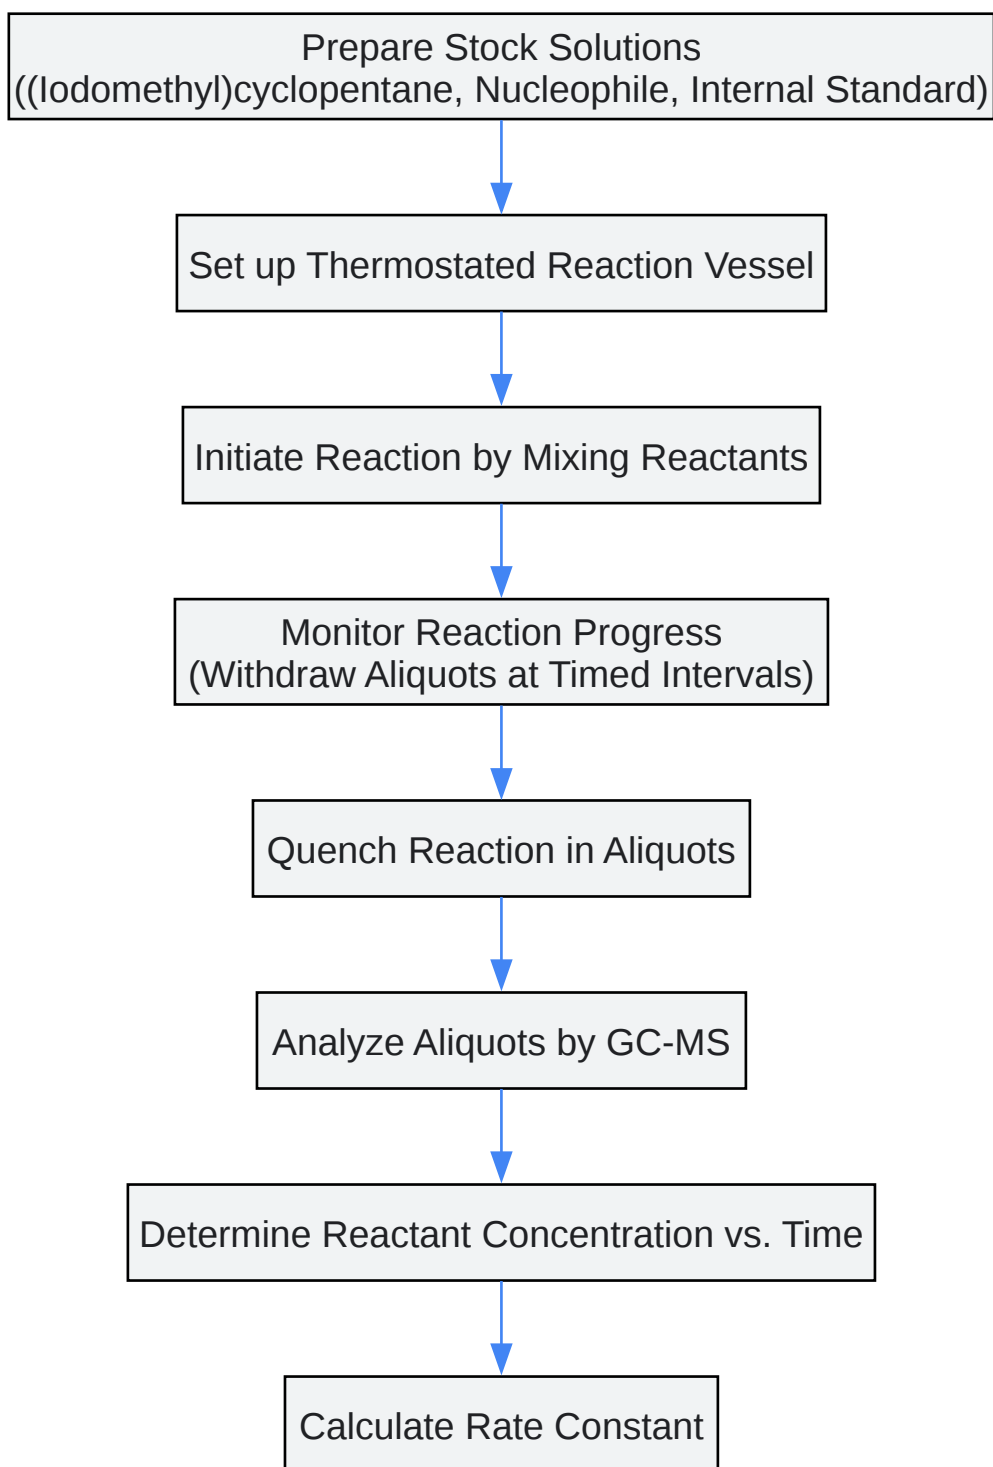 Prepare Stock Solutions
((Iodomethyl)cyclopentane, Nucleophile, Internal Standard)
Set up Thermostated Reaction Vessel
Initiate Reaction by Mixing Reactants
Monitor Reaction Progress
(Withdraw Aliquots at Timed Intervals)
Quench Reaction in Aliquots
Analyze Aliquots by GC-MS
Determine Reactant Concentration vs. Time
Calculate Rate Constant